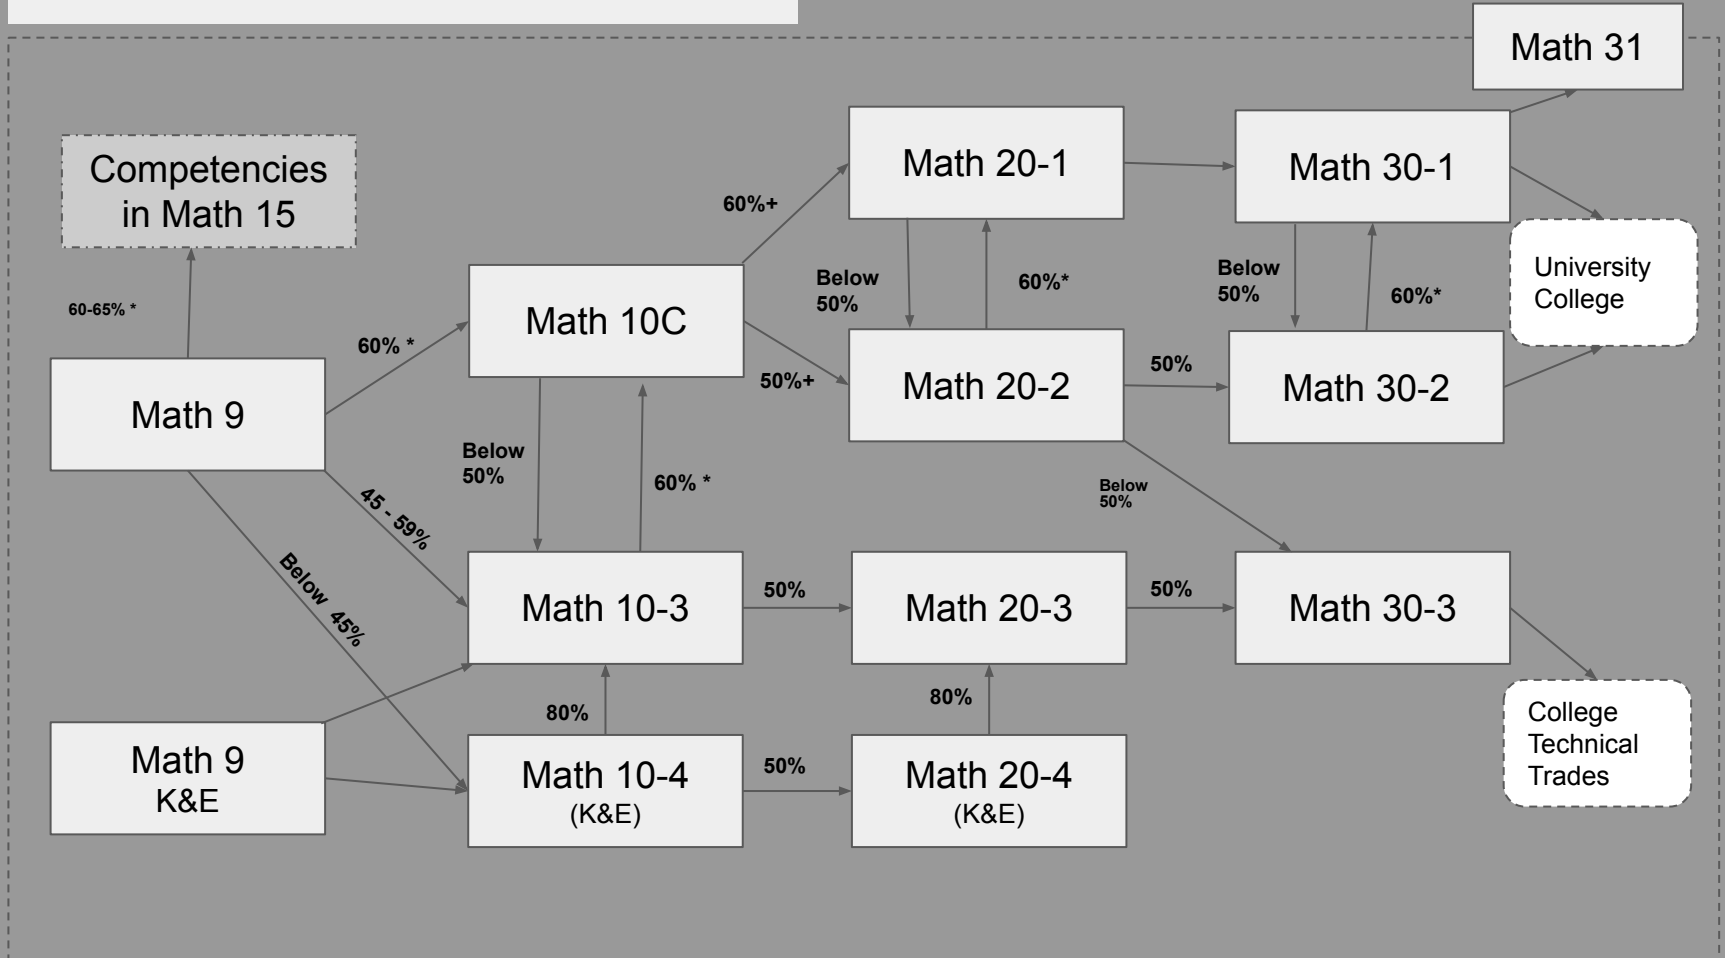 Math 31
Competencies
in Math 15
Math 20-1
Math 30-1
60%+
60-65% *
Below
50%
60%*
Below
50%
60%*
University
College
Math 10C
60% *
50%+
Math 9
Math 20-2
50%
Math 30-2
Below
50%
60% *
45 - 59%
Below
50%
Below 45%
Math 10-3
50%
Math 20-3
50%
Math 30-3
80%
80%
College
Technical
Trades
Math 9
K&E
Math 10-4
(K&E)
50%
Math 20-4
(K&E)